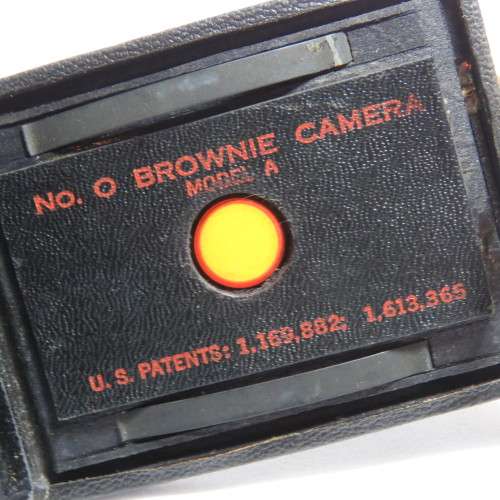 No. 0 BROWNIE CAMERA
MODEL A
U.S. PATENTS: 1,169,882; 1,613,365